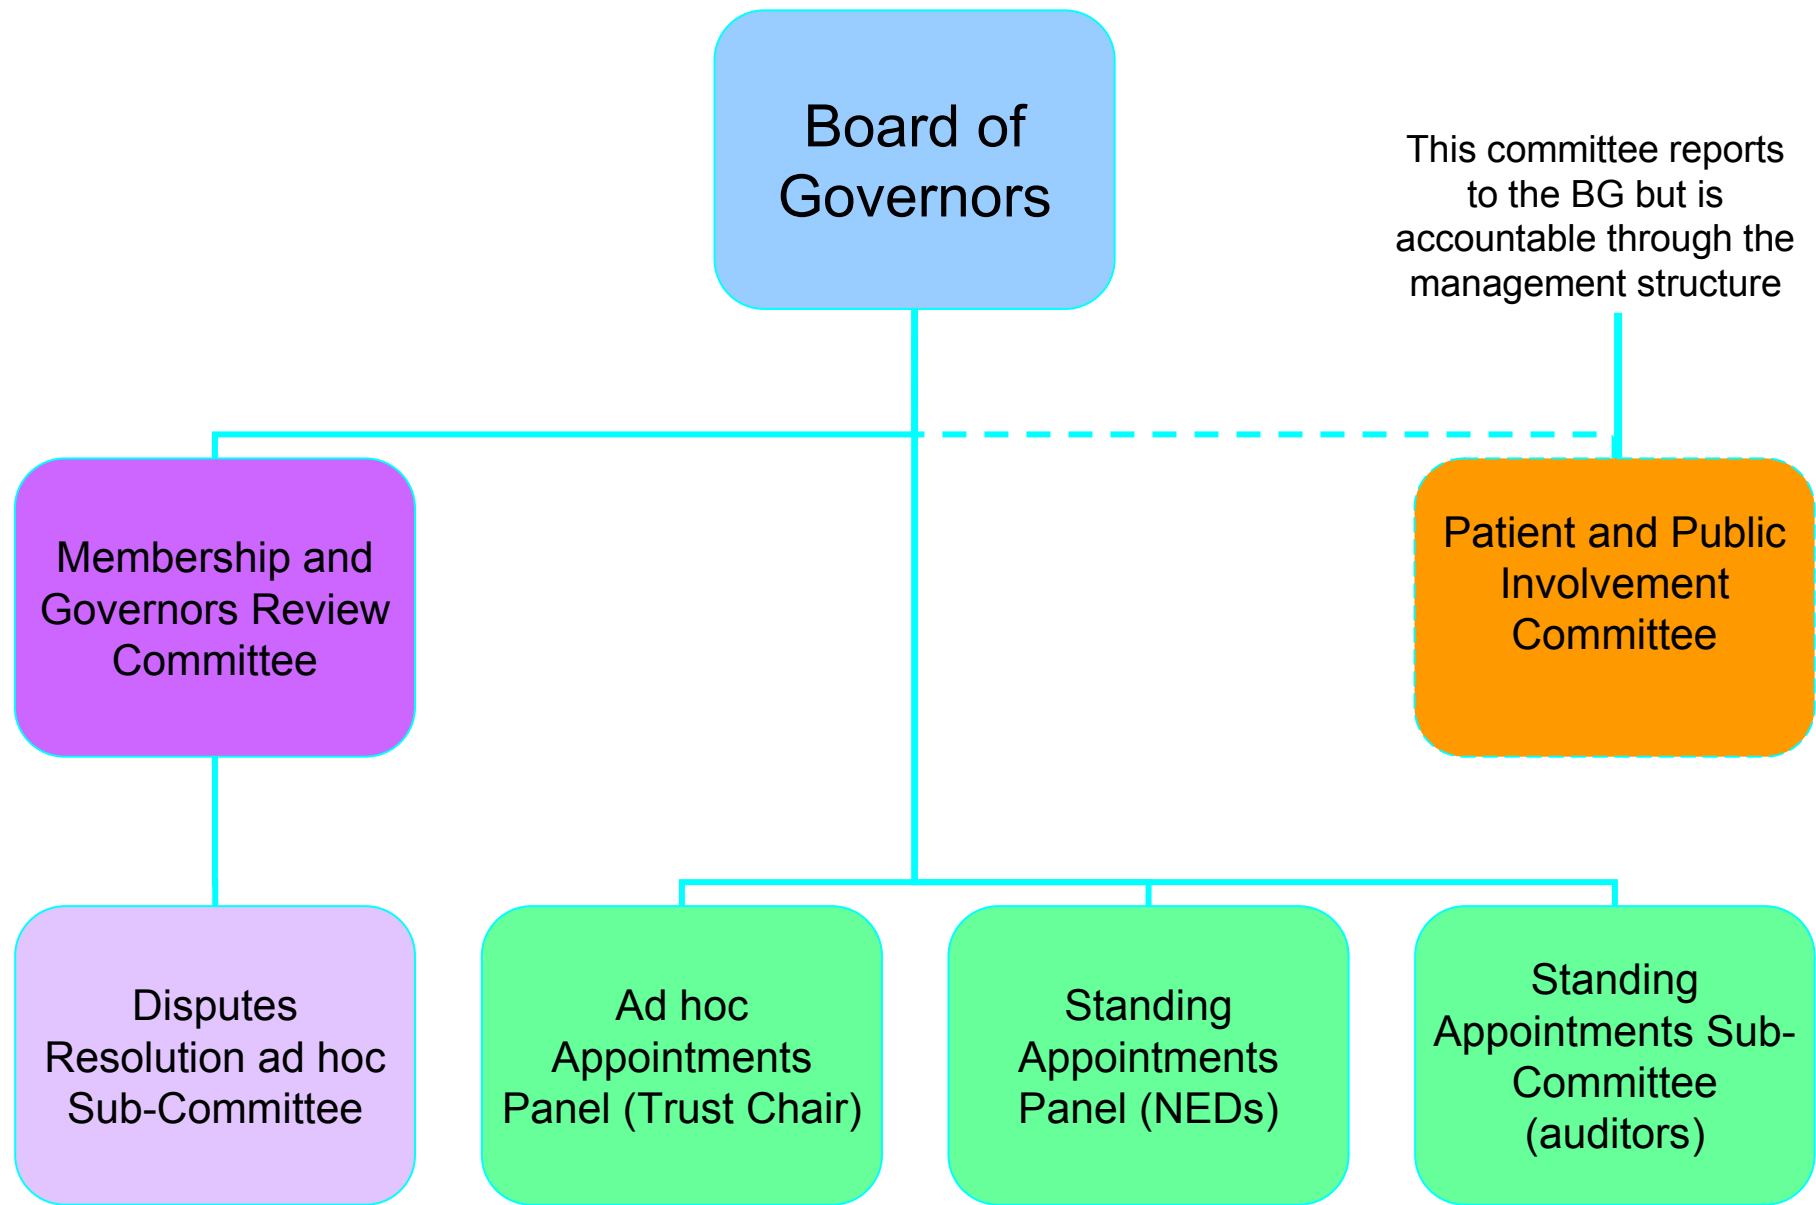 Board of
Governors
This committee reports
to the BG but is
accountable through the
management structure
Membership and
Governors Review
Committee
Patient and Public
Involvement
Committee
Disputes
Resolution ad hoc
Sub-Committee
Ad hoc
Appointments
Panel (Trust Chair)
Standing
Appointments
Panel (NEDs)
Standing
Appointments Sub-
Committee
(auditors)